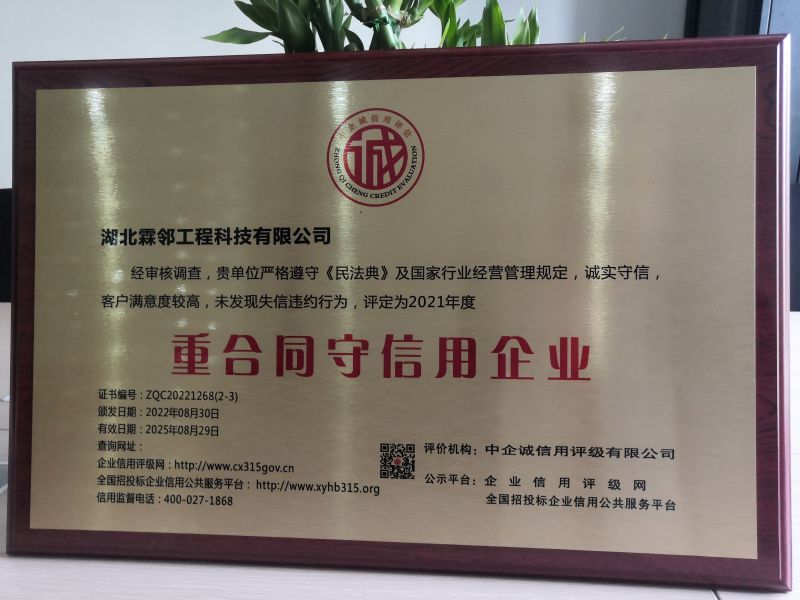 中企诚信用评估
诚
ZHONG QI CHENG CREDIT EVALUATION
湖北霖邻工程科技有限公司
经审核调查，贵单位严格遵守《民法典》及国家行业经营管理规定，诚实守信，
客户满意度较高，未发现失信违约行为，评定为2021年度
重合同守信用企业
证书编号：ZQC20221268(2-3)
颁发日期：2022年08月30日
有效日期：2025年08月29日
查询网址：
企业信用评级网：http://www.cx315gov.cn
全国招投标企业信用公共服务平台：http://www.xyhb315.org
信用监督电话：400-027-1868
评价机构：中企诚信用评级有限公司
公示平台：企业信用评级网
全国招投标企业信用公共服务平台